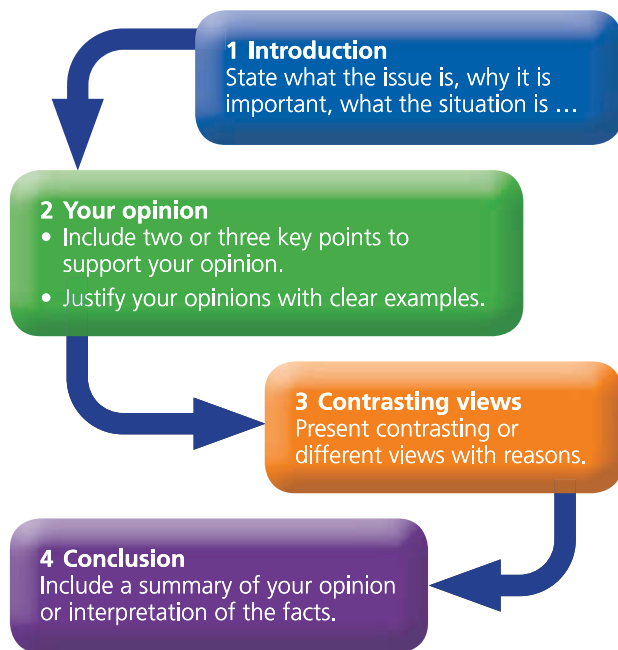 1 Introduction
State what the issue is, why it is
important, what the situation is ...
2 Your opinion
• Include two or three key points to
support your opinion.
• Justify your opinions with clear examples.
3 Contrasting views
Present contrasting or
different views with reasons.
4 Conclusion
Include a summary of your opinion
or interpretation of the facts.